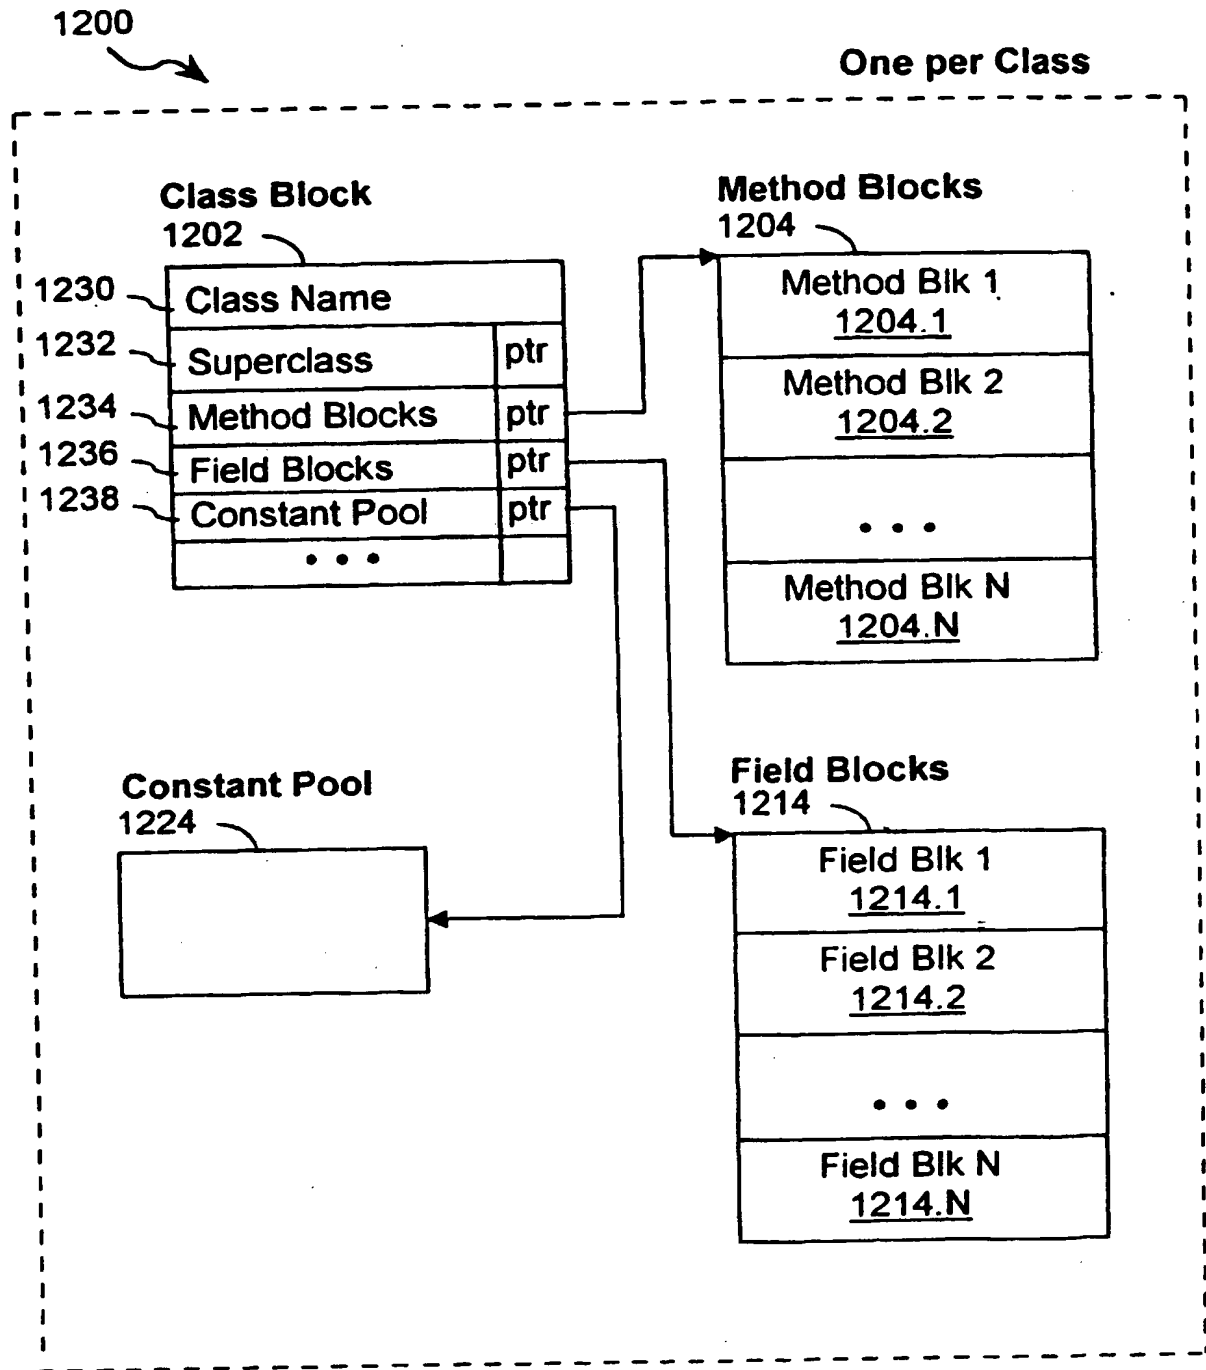 1200
One per Class
Class Block
1202
1230
Class Name
1232
Superclass ptr
1234
Method Blocks ptr
1236
Field Blocks ptr
1238
Constant Pool ptr
• • •
Method Blocks
1204
Method Blk 1
1204.1
Method Blk 2
1204.2
• • •
Method Blk N
1204.N
Constant Pool
1224
Field Blocks
1214
Field Blk 1
1214.1
Field Blk 2
1214.2
• • •
Field Blk N
1214.N